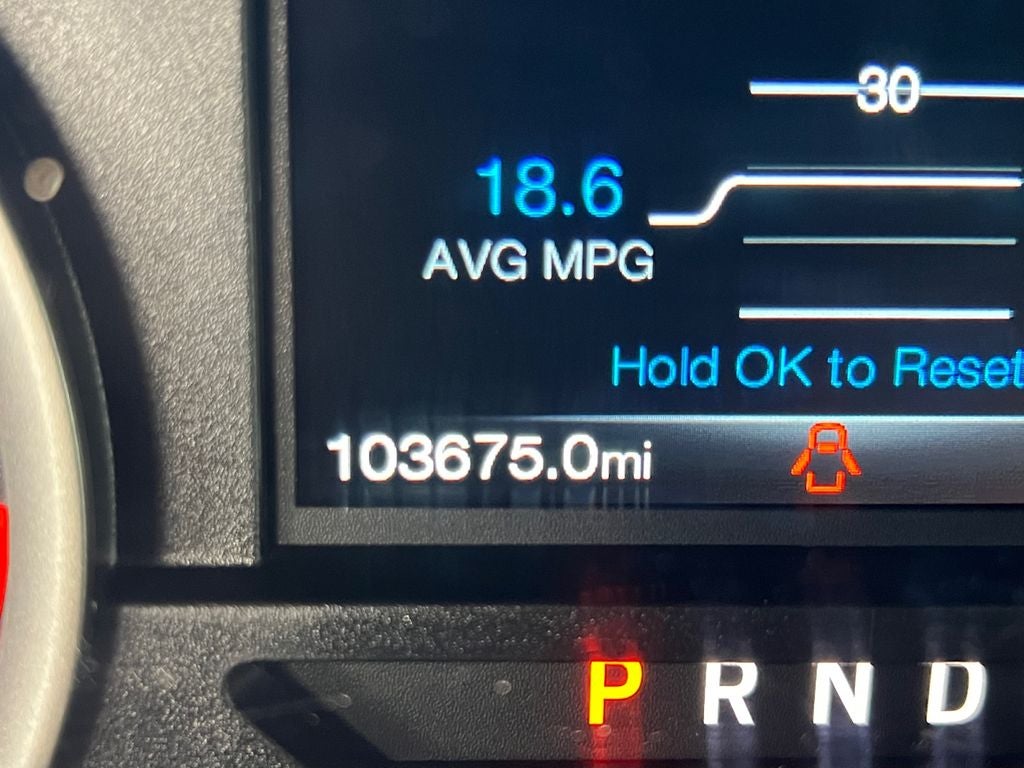 30
18.6
AVG MPG
Hold OK to Reset
103675.0mi
P R N D